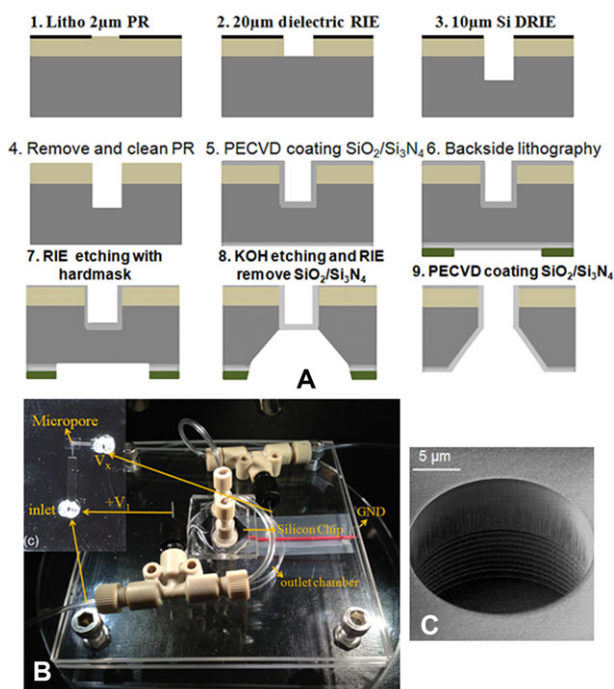 1. Litho 2μm PR
2. 20μm dielectric RIE
3. 10μm Si DRIE
4. Remove and clean PR
5. PECVD coating SiO₂/Si₃N₄
6. Backside lithography
7. RIE etching with
hardmask
8. KOH etching and RIE
remove SiO₂/Si₃N₄
9. PECVD coating SiO₂/Si₃N₄
A
Micropore
Vₓ
inlet
+V₁
(c)
GND
Silicon Chip
outlet chamber
B
5 μm
C